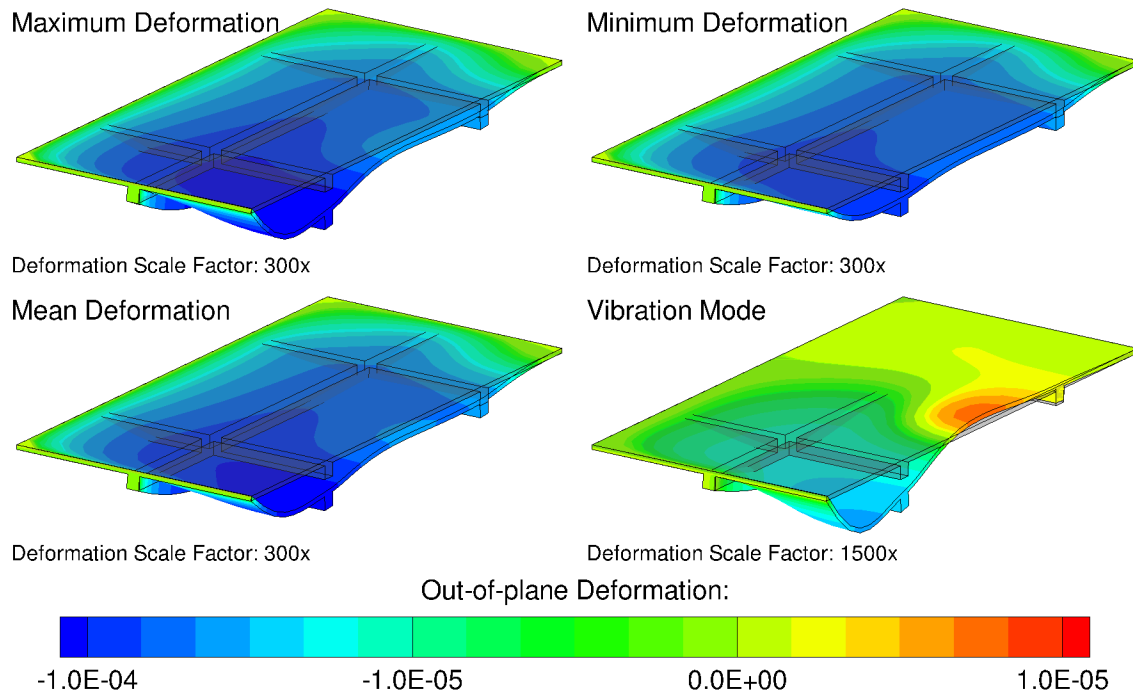 Maximum Deformation
Minimum Deformation
Deformation Scale Factor: 300x
Deformation Scale Factor: 300x
Mean Deformation
Vibration Mode
Deformation Scale Factor: 300x
Deformation Scale Factor: 1500x
Out-of-plane Deformation:
-1.0E-04 -1.0E-05 0.0E+00 1.0E-05